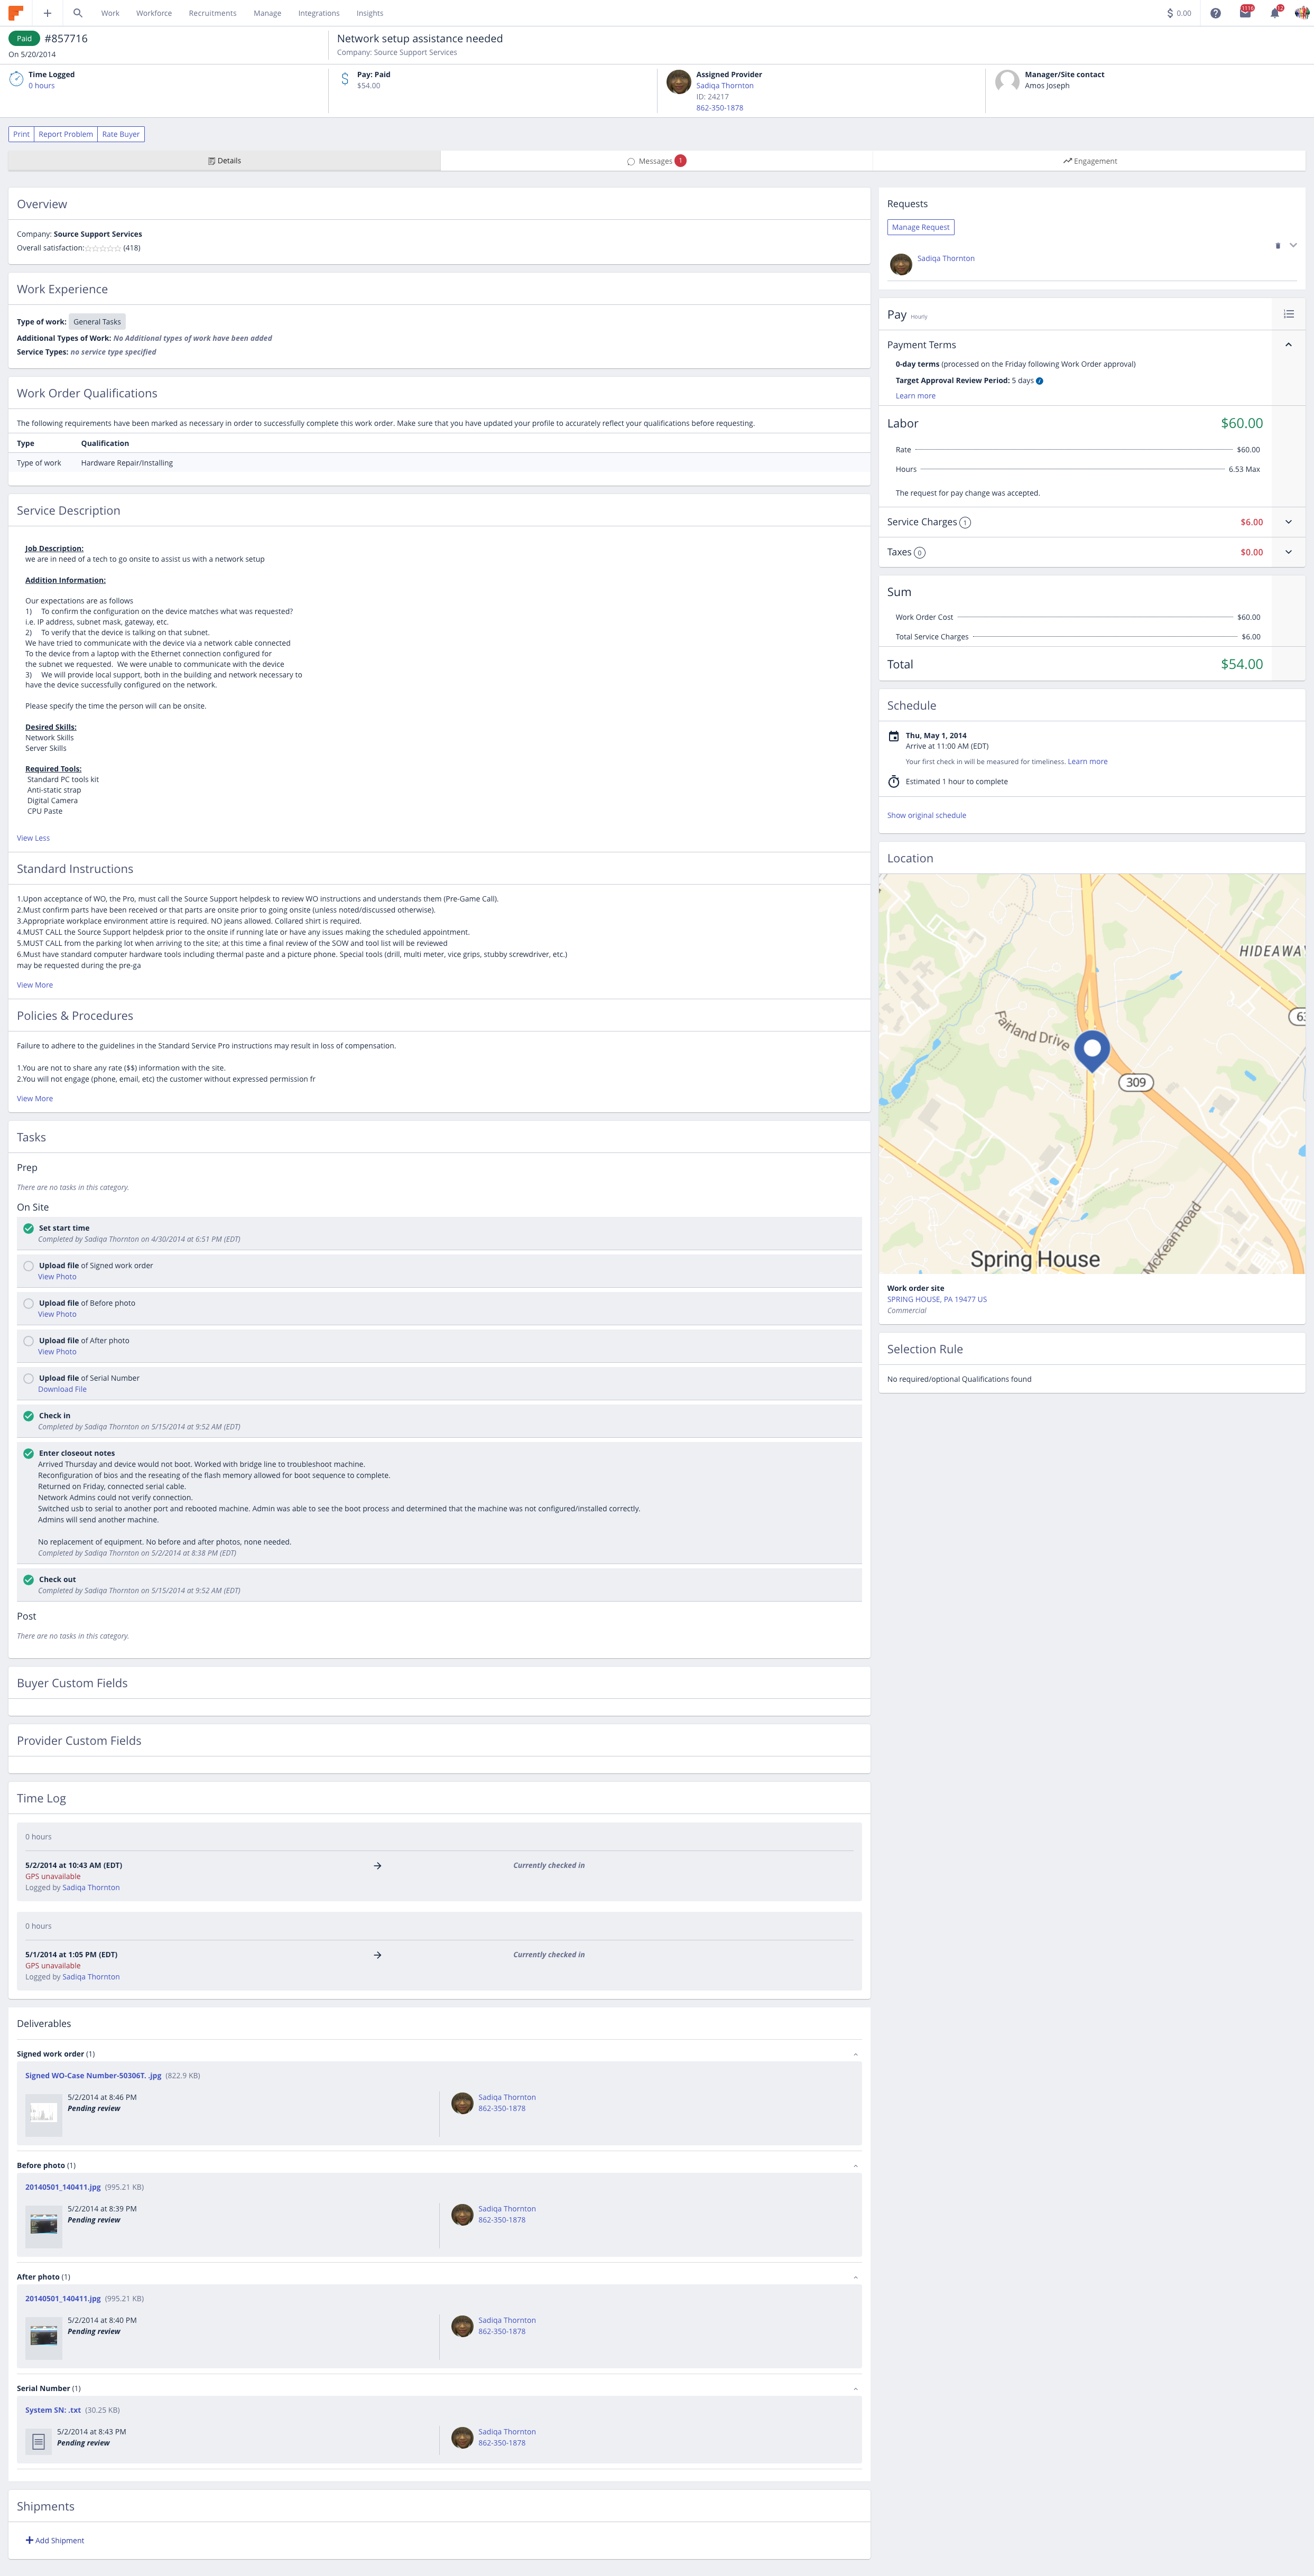 Work Workforce Recruitments Manage Integrations Insights
$ 0.00
1116
12
Paid #857716
On 5/20/2014
Network setup assistance needed
Company: Source Support Services
Time Logged
0 hours
Pay: Paid
$54.00
Assigned Provider
Sadiqa Thornton
ID: 24217
862-350-1878
Manager/Site contact
Amos Joseph
Print Report Problem Rate Buyer
Details
Messages 1
Engagement
Overview
Company: Source Support Services
Overall satisfaction: (418)
Work Experience
Type of work: General Tasks
Additional Types of Work: No Additional types of work have been added
Service Types: no service type specified
Work Order Qualifications
The following requirements have been marked as necessary in order to successfully complete this work order. Make sure that you have updated your profile to accurately reflect your qualifications before requesting.
Type Qualification
Type of work Hardware Repair/Installing
Service Description
Job Description:
we are in need of a tech to go onsite to assist us with a network setup
Addition Information:
Our expectations are as follows
1) To confirm the configuration on the device matches what was requested?
i.e. IP address, subnet mask, gateway, etc.
2) To verify that the device is talking on that subnet.
We have tried to communicate with the device via a network cable connected
To the device from a laptop with the Ethernet connection configured for
the subnet we requested. We were unable to communicate with the device
3) We will provide local support, both in the building and network necessary to
have the device successfully configured on the network.
Please specify the time the person will can be onsite.
Desired Skills:
Network Skills
Server Skills
Required Tools:
Standard PC tools kit
Anti-static strap
Digital Camera
CPU Paste
View Less
Standard Instructions
1.Upon acceptance of WO, the Pro, must call the Source Support helpdesk to review WO instructions and understands them (Pre-Game Call).
2.Must confirm parts have been received or that parts are onsite prior to going onsite (unless noted/discussed otherwise).
3.Appropriate workplace environment attire is required. NO jeans allowed. Collared shirt is required.
4.MUST CALL the Source Support helpdesk prior to the onsite if running late or have any issues making the scheduled appointment.
5.MUST CALL from the parking lot when arriving to the site; at this time a final review of the SOW and tool list will be reviewed
6.Must have standard computer hardware tools including thermal paste and a picture phone. Special tools (drill, multi meter, vice grips, stubby screwdriver, etc.)
may be requested during the pre-ga
View More
Policies & Procedures
Failure to adhere to the guidelines in the Standard Service Pro instructions may result in loss of compensation.
1.You are not to share any rate ($$) information with the site.
2.You will not engage (phone, email, etc) the customer without expressed permission fr
View More
Tasks
Prep
There are no tasks in this category.
On Site
Set start time
Completed by Sadiqa Thornton on 4/30/2014 at 6:51 PM (EDT)
Upload file of Signed work order
View Photo
Upload file of Before photo
View Photo
Upload file of After photo
View Photo
Upload file of Serial Number
Download File
Check in
Completed by Sadiqa Thornton on 5/15/2014 at 9:52 AM (EDT)
Enter closeout notes
Arrived Thursday and device would not boot. Worked with bridge line to troubleshoot machine.
Reconfiguration of bios and the reseating of the flash memory allowed for boot sequence to complete.
Returned on Friday, connected serial cable.
Network Admins could not verify connection.
Switched usb to serial to another port and rebooted machine. Admin was able to see the boot process and determined that the machine was not configured/installed correctly.
Admins will send another machine.
No replacement of equipment. No before and after photos, none needed.
Completed by Sadiqa Thornton on 5/2/2014 at 8:38 PM (EDT)
Check out
Completed by Sadiqa Thornton on 5/15/2014 at 9:52 AM (EDT)
Post
There are no tasks in this category.
Buyer Custom Fields
Provider Custom Fields
Time Log
0 hours
5/2/2014 at 10:43 AM (EDT) Currently checked in
GPS unavailable
Logged by Sadiqa Thornton
0 hours
5/1/2014 at 1:05 PM (EDT) Currently checked in
GPS unavailable
Logged by Sadiqa Thornton
Deliverables
Signed work order (1)
Signed WO-Case Number-50306T. .jpg (822.9 KB)
5/2/2014 at 8:46 PM
Pending review
Sadiqa Thornton
862-350-1878
Before photo (1)
20140501_140411.jpg (995.21 KB)
5/2/2014 at 8:39 PM
Pending review
Sadiqa Thornton
862-350-1878
After photo (1)
20140501_140411.jpg (995.21 KB)
5/2/2014 at 8:40 PM
Pending review
Sadiqa Thornton
862-350-1878
Serial Number (1)
System SN: .txt (30.25 KB)
5/2/2014 at 8:43 PM
Pending review
Sadiqa Thornton
862-350-1878
Shipments
Add Shipment
Requests
Manage Request
Sadiqa Thornton
Pay Hourly
Payment Terms
0-day terms (processed on the Friday following Work Order approval)
Target Approval Review Period: 5 days
Learn more
Labor $60.00
Rate $60.00
Hours 6.53 Max
The request for pay change was accepted.
Service Charges 1 $6.00
Taxes 0 $0.00
Sum
Work Order Cost $60.00
Total Service Charges $6.00
Total $54.00
Schedule
Thu, May 1, 2014
Arrive at 11:00 AM (EDT)
Your first check in will be measured for timeliness. Learn more
Estimated 1 hour to complete
Show original schedule
Location
HIDEAWAY
63
Fairland Drive
309
McKean Road
Spring House
Work order site
SPRING HOUSE, PA 19477 US
Commercial
Selection Rule
No required/optional Qualifications found